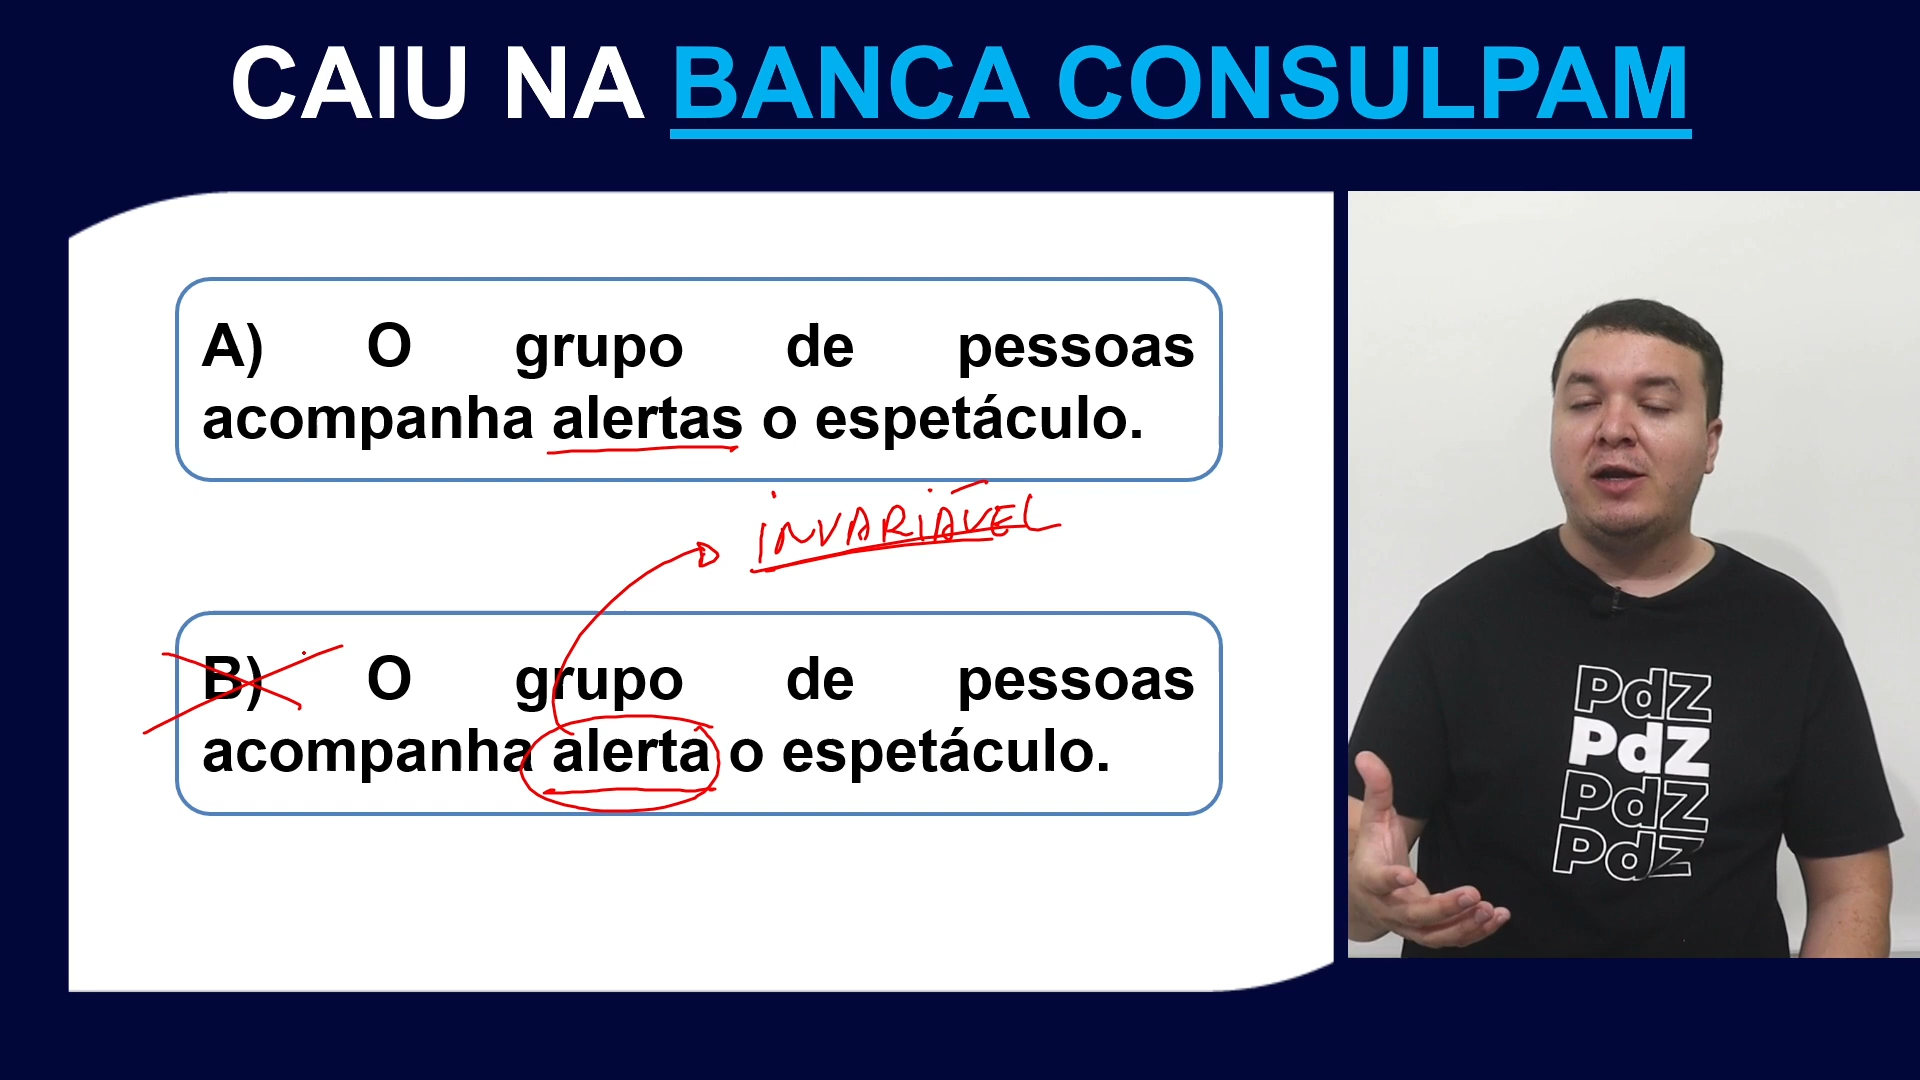 CAIU NA BANCA CONSULPAM
A) O grupo de pessoas
acompanha alertas o espetáculo.
INVARIÁVEL
B) O grupo de pessoas
acompanha alerta o espetáculo.
PdZ
PdZ
PdZ
PdZ